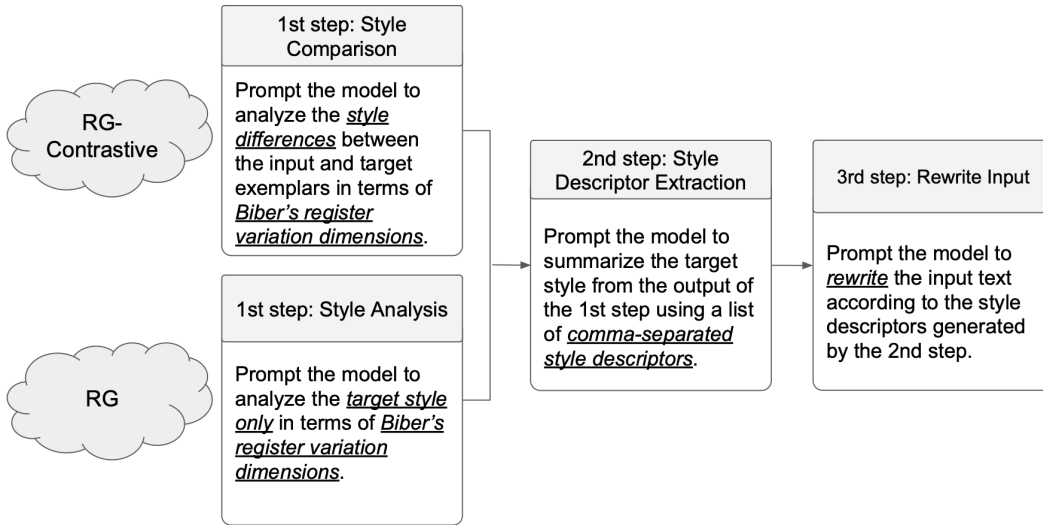 RG-
Contrastive
1st step: Style
Comparison
Prompt the model to
analyze the style
differences between
the input and target
exemplars in terms of
Biber's register
variation dimensions.
RG
1st step: Style Analysis
Prompt the model to
analyze the target style
only in terms of Biber's
register variation
dimensions.
2nd step: Style
Descriptor Extraction
Prompt the model to
summarize the target
style from the output of
the 1st step using a list
of comma-separated
style descriptors.
3rd step: Rewrite Input
Prompt the model to
rewrite the input text
according to the style
descriptors generated
by the 2nd step.